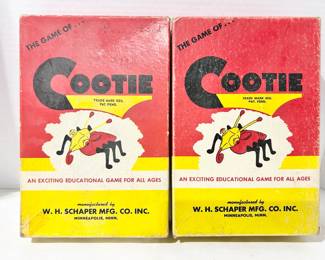 THE GAME OF...
COOTIE
TRADE MARK REG.
PAT. PEND.
AN EXCITING EDUCATIONAL GAME FOR ALL AGES
manufactured by
W. H. SCHAPER MFG. CO. INC.
MINNEAPOLIS, MINN.
THE GAME OF...
COOTIE
TRADE MARK REG.
PAT. PEND.
AN EXCITING EDUCATIONAL GAME FOR ALL AGES
manufactured by
W. H. SCHAPER MFG. CO. INC.
MINNEAPOLIS, MINN.